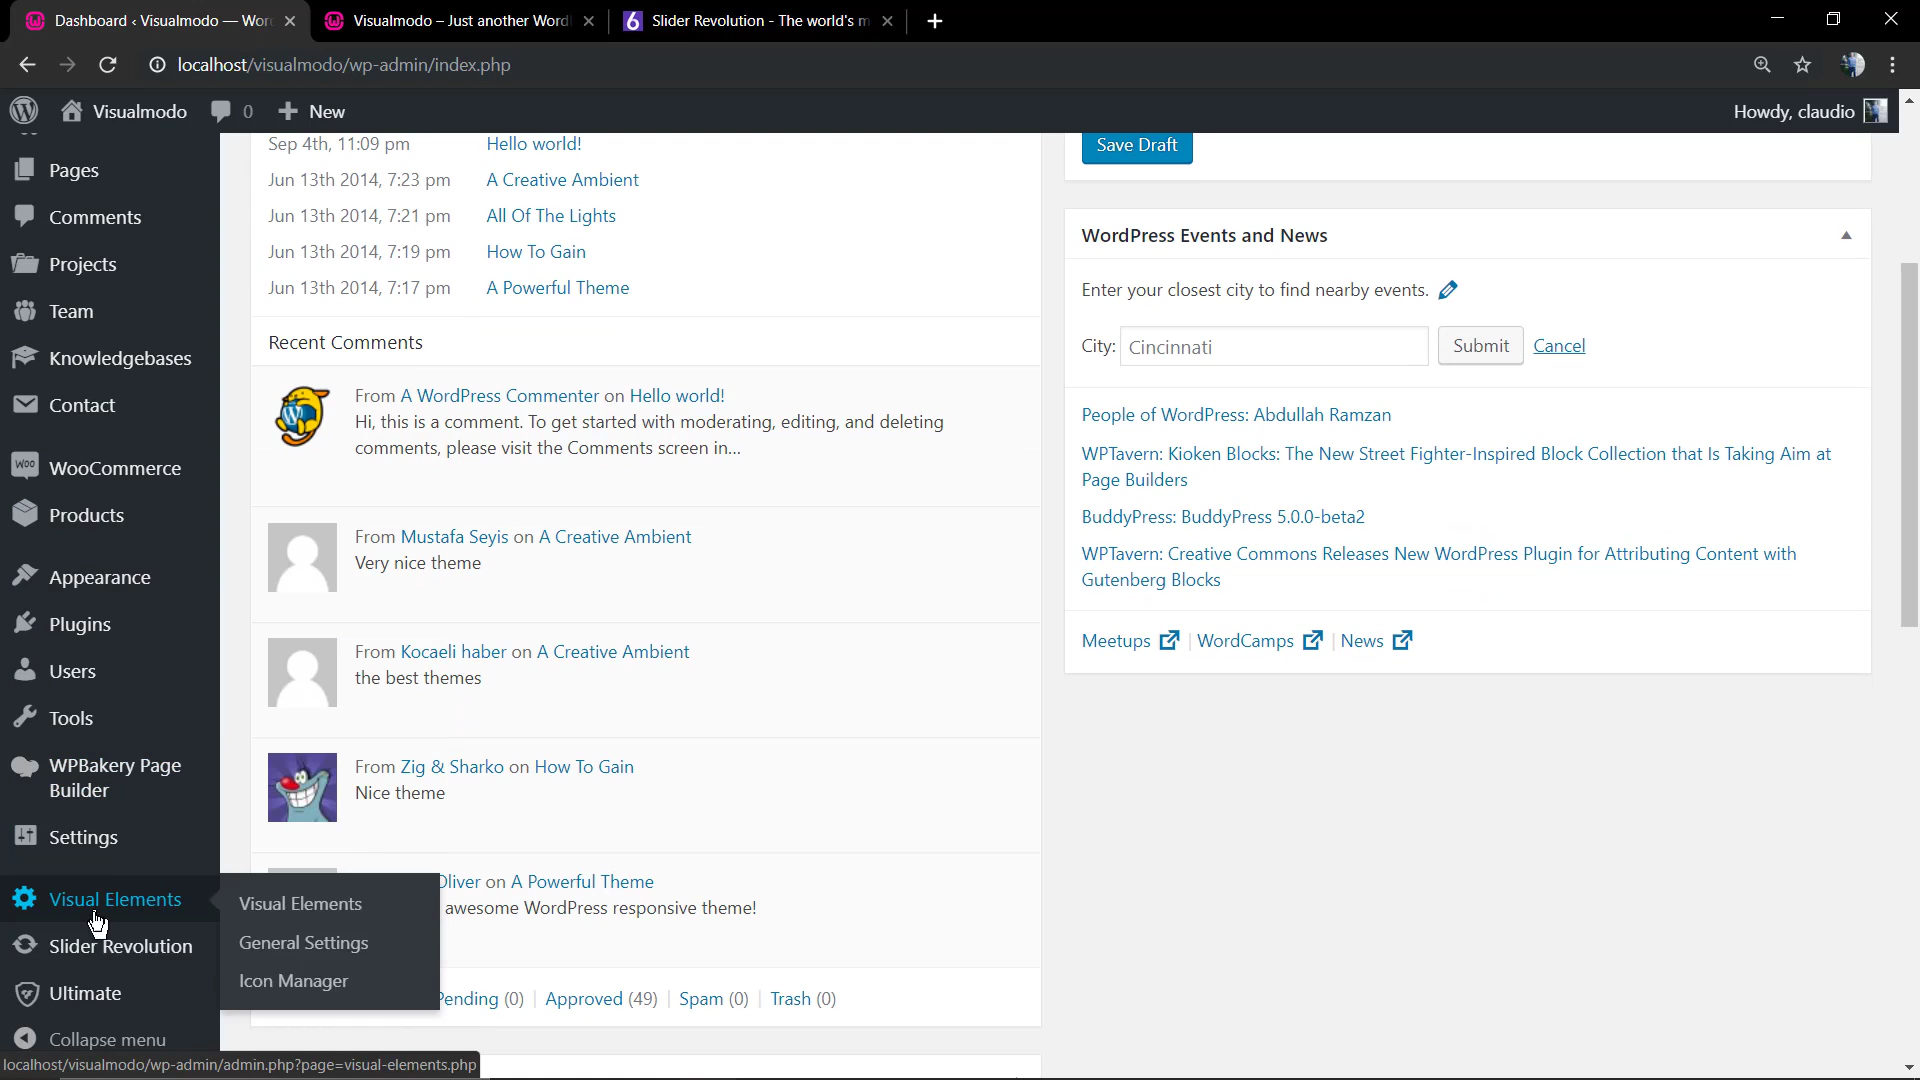 Dashboard ‹ Visualmodo — Wor
Visualmodo – Just another Word
Slider Revolution - The world's m
localhost/visualmodo/wp-admin/index.php
Visualmodo
0
New
Howdy, claudio
Pages
Comments
Projects
Team
Knowledgebases
Contact
WooCommerce
Products
Appearance
Plugins
Users
Tools
WPBakery Page
Builder
Settings
Visual Elements
Slider Revolution
Ultimate
Collapse menu
Visual Elements
General Settings
Icon Manager
Sep 4th, 11:09 pm Hello world!
Jun 13th 2014, 7:23 pm A Creative Ambient
Jun 13th 2014, 7:21 pm All Of The Lights
Jun 13th 2014, 7:19 pm How To Gain
Jun 13th 2014, 7:17 pm A Powerful Theme
Recent Comments
From A WordPress Commenter on Hello world!
Hi, this is a comment. To get started with moderating, editing, and deleting
comments, please visit the Comments screen in...
From Mustafa Seyis on A Creative Ambient
Very nice theme
From Kocaeli haber on A Creative Ambient
the best themes
From Zig & Sharko on How To Gain
Nice theme
Oliver on A Powerful Theme
awesome WordPress responsive theme!
Pending (0) | Approved (49) | Spam (0) | Trash (0)
Save Draft
WordPress Events and News
Enter your closest city to find nearby events.
City: Cincinnati Submit Cancel
People of WordPress: Abdullah Ramzan
WPTavern: Kioken Blocks: The New Street Fighter-Inspired Block Collection that Is Taking Aim at
Page Builders
BuddyPress: BuddyPress 5.0.0-beta2
WPTavern: Creative Commons Releases New WordPress Plugin for Attributing Content with
Gutenberg Blocks
Meetups | WordCamps | News
localhost/visualmodo/wp-admin/admin.php?page=visual-elements.php